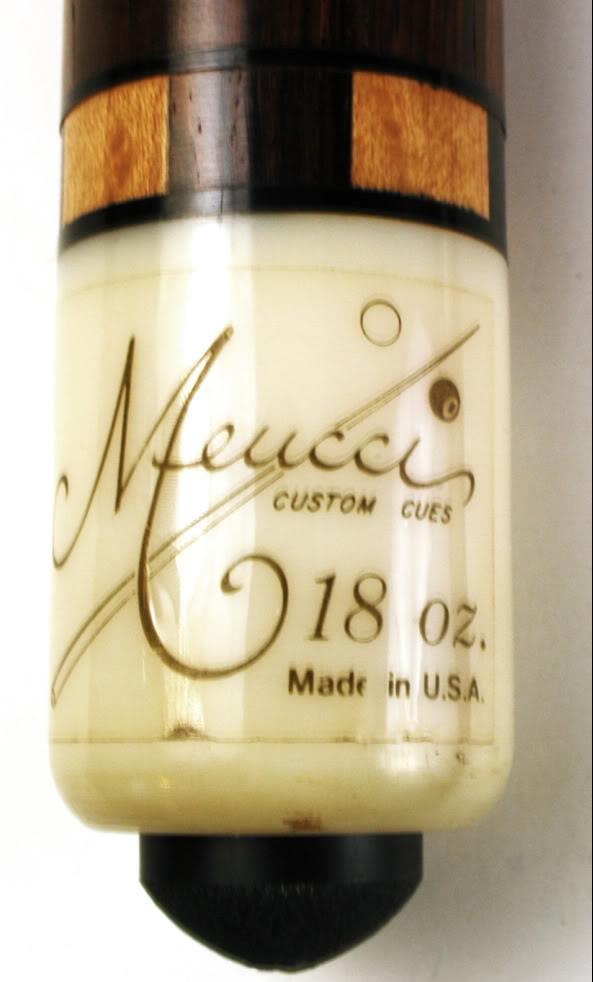 Meucci
CUSTOM CUES
18 oz.
Made in U.S.A.